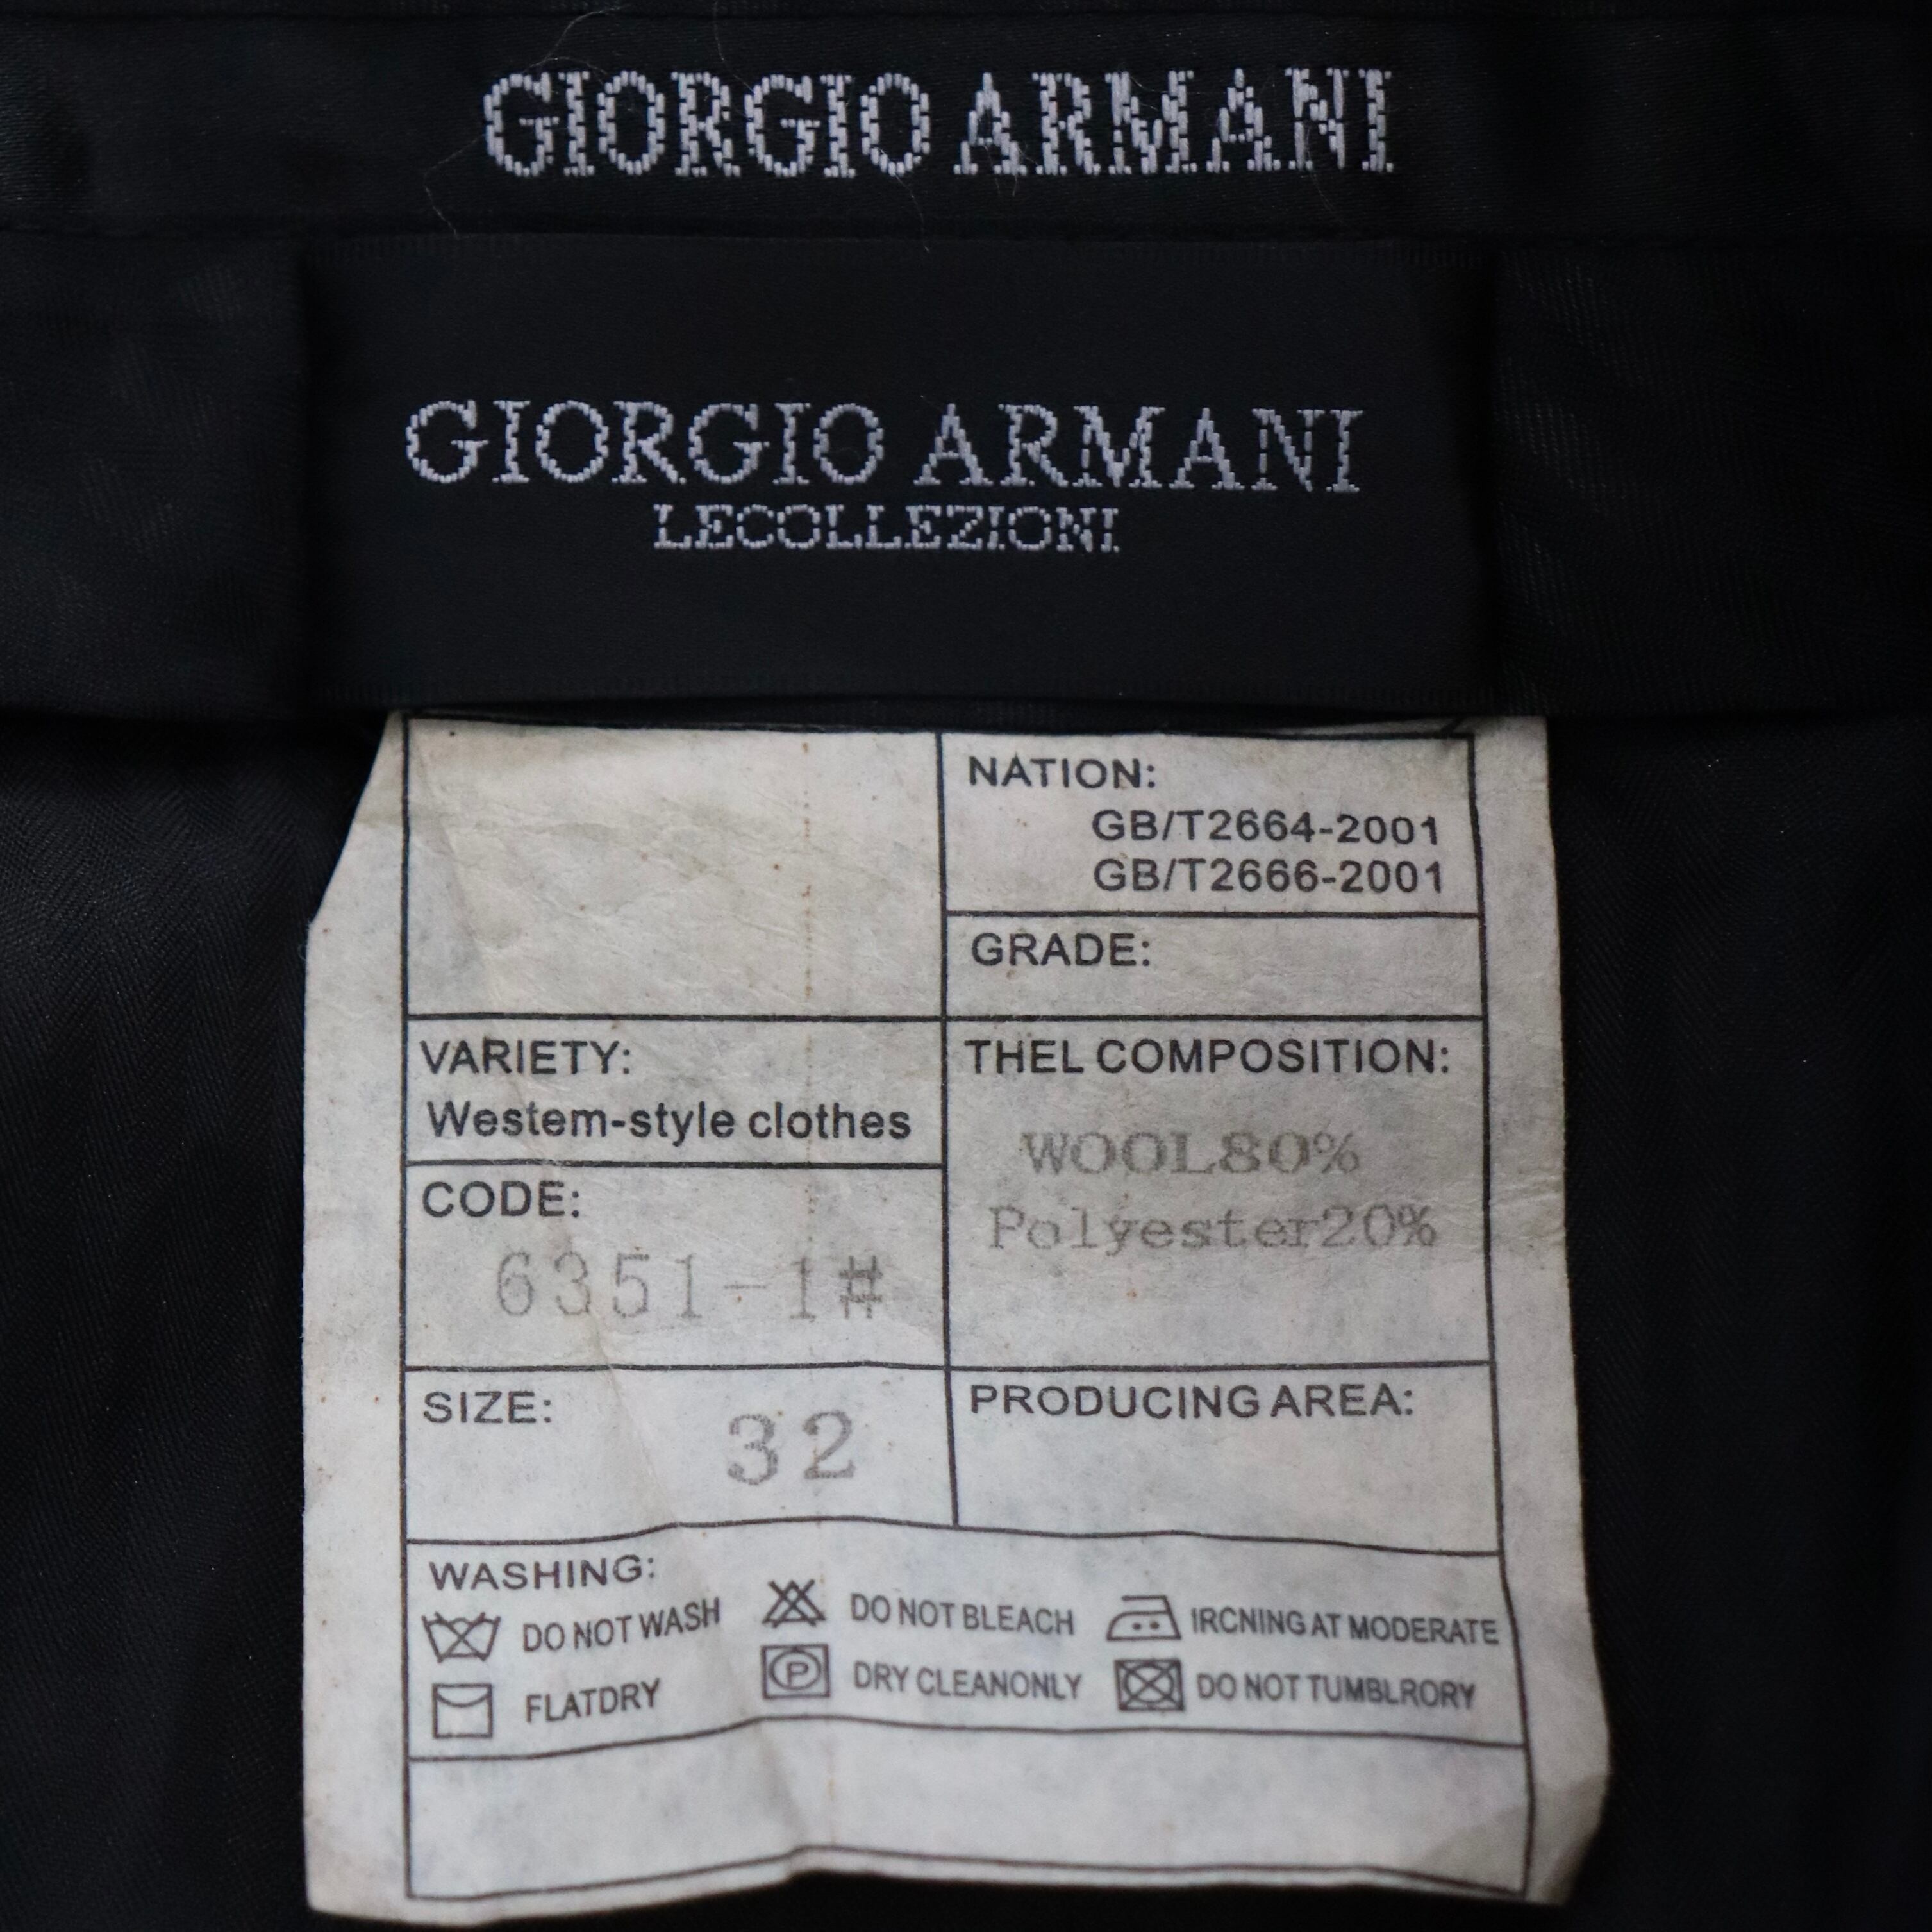 GIORGIO ARMANI
GIORGIO ARMANI
LECOLLEZIONI
NATION:
GB/T2664-2001
GB/T2666-2001
GRADE:
VARIETY:
Westem-style clothes
THEL COMPOSITION:
WOOL80%
Polyester20%
CODE:
6351-1#
SIZE:
32
PRODUCING AREA:
WASHING:
DO NOT WASH
DO NOT BLEACH
IRCNING AT MODERATE
FLATDRY
P
DRY CLEANONLY
DO NOT TUMBLRORY